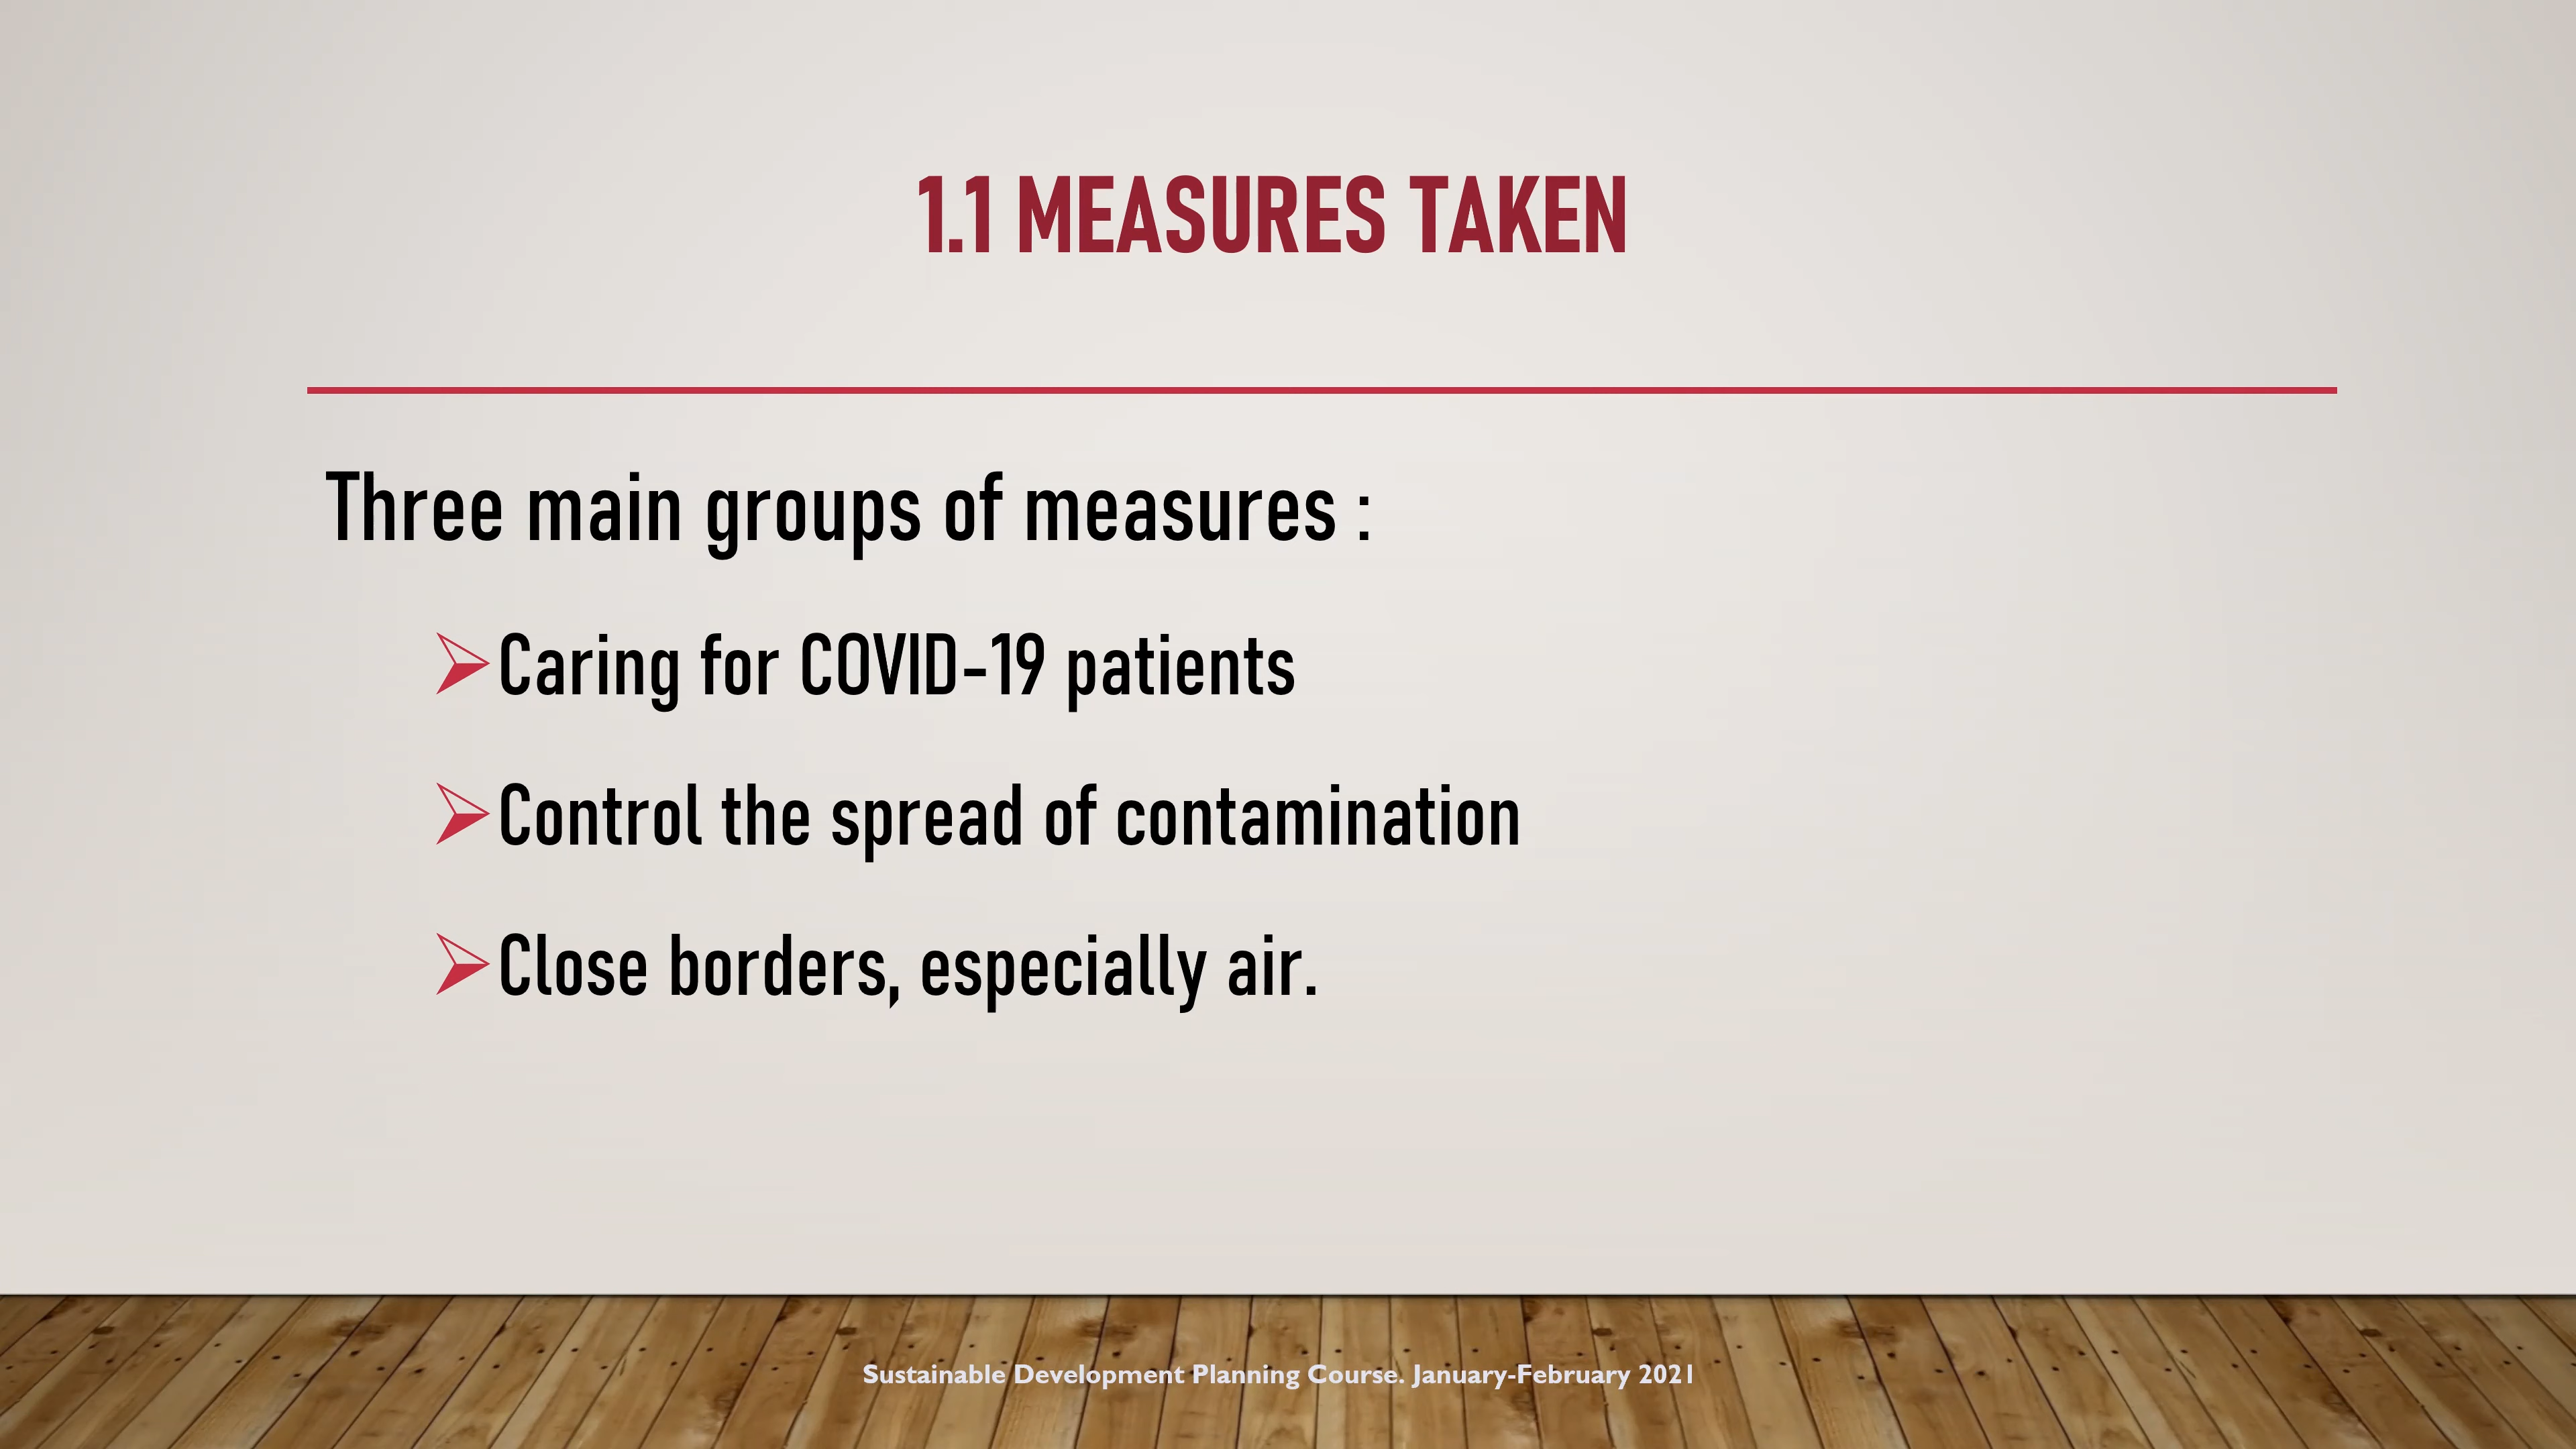 1.1 MEASURES TAKEN
Three main groups of measures :
Caring for COVID-19 patients
Control the spread of contamination
Close borders, especially air.
Sustainable Development Planning Course. January-February 2021